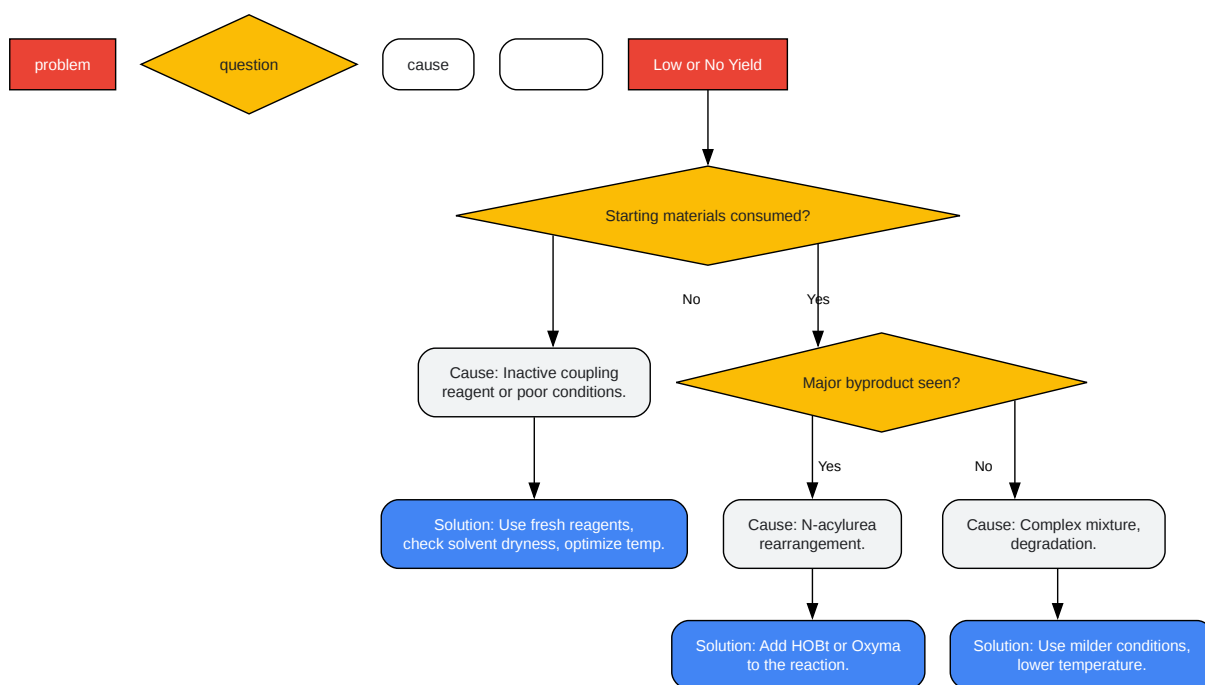 problem
question
cause
Low or No Yield
Starting materials consumed?
No
Yes
Cause: Inactive coupling
reagent or poor conditions.
Major byproduct seen?
Yes
No
Solution: Use fresh reagents,
check solvent dryness, optimize temp.
Cause: N-acylurea
rearrangement.
Cause: Complex mixture,
degradation.
Solution: Add HOBt or Oxyma
to the reaction.
Solution: Use milder conditions,
lower temperature.